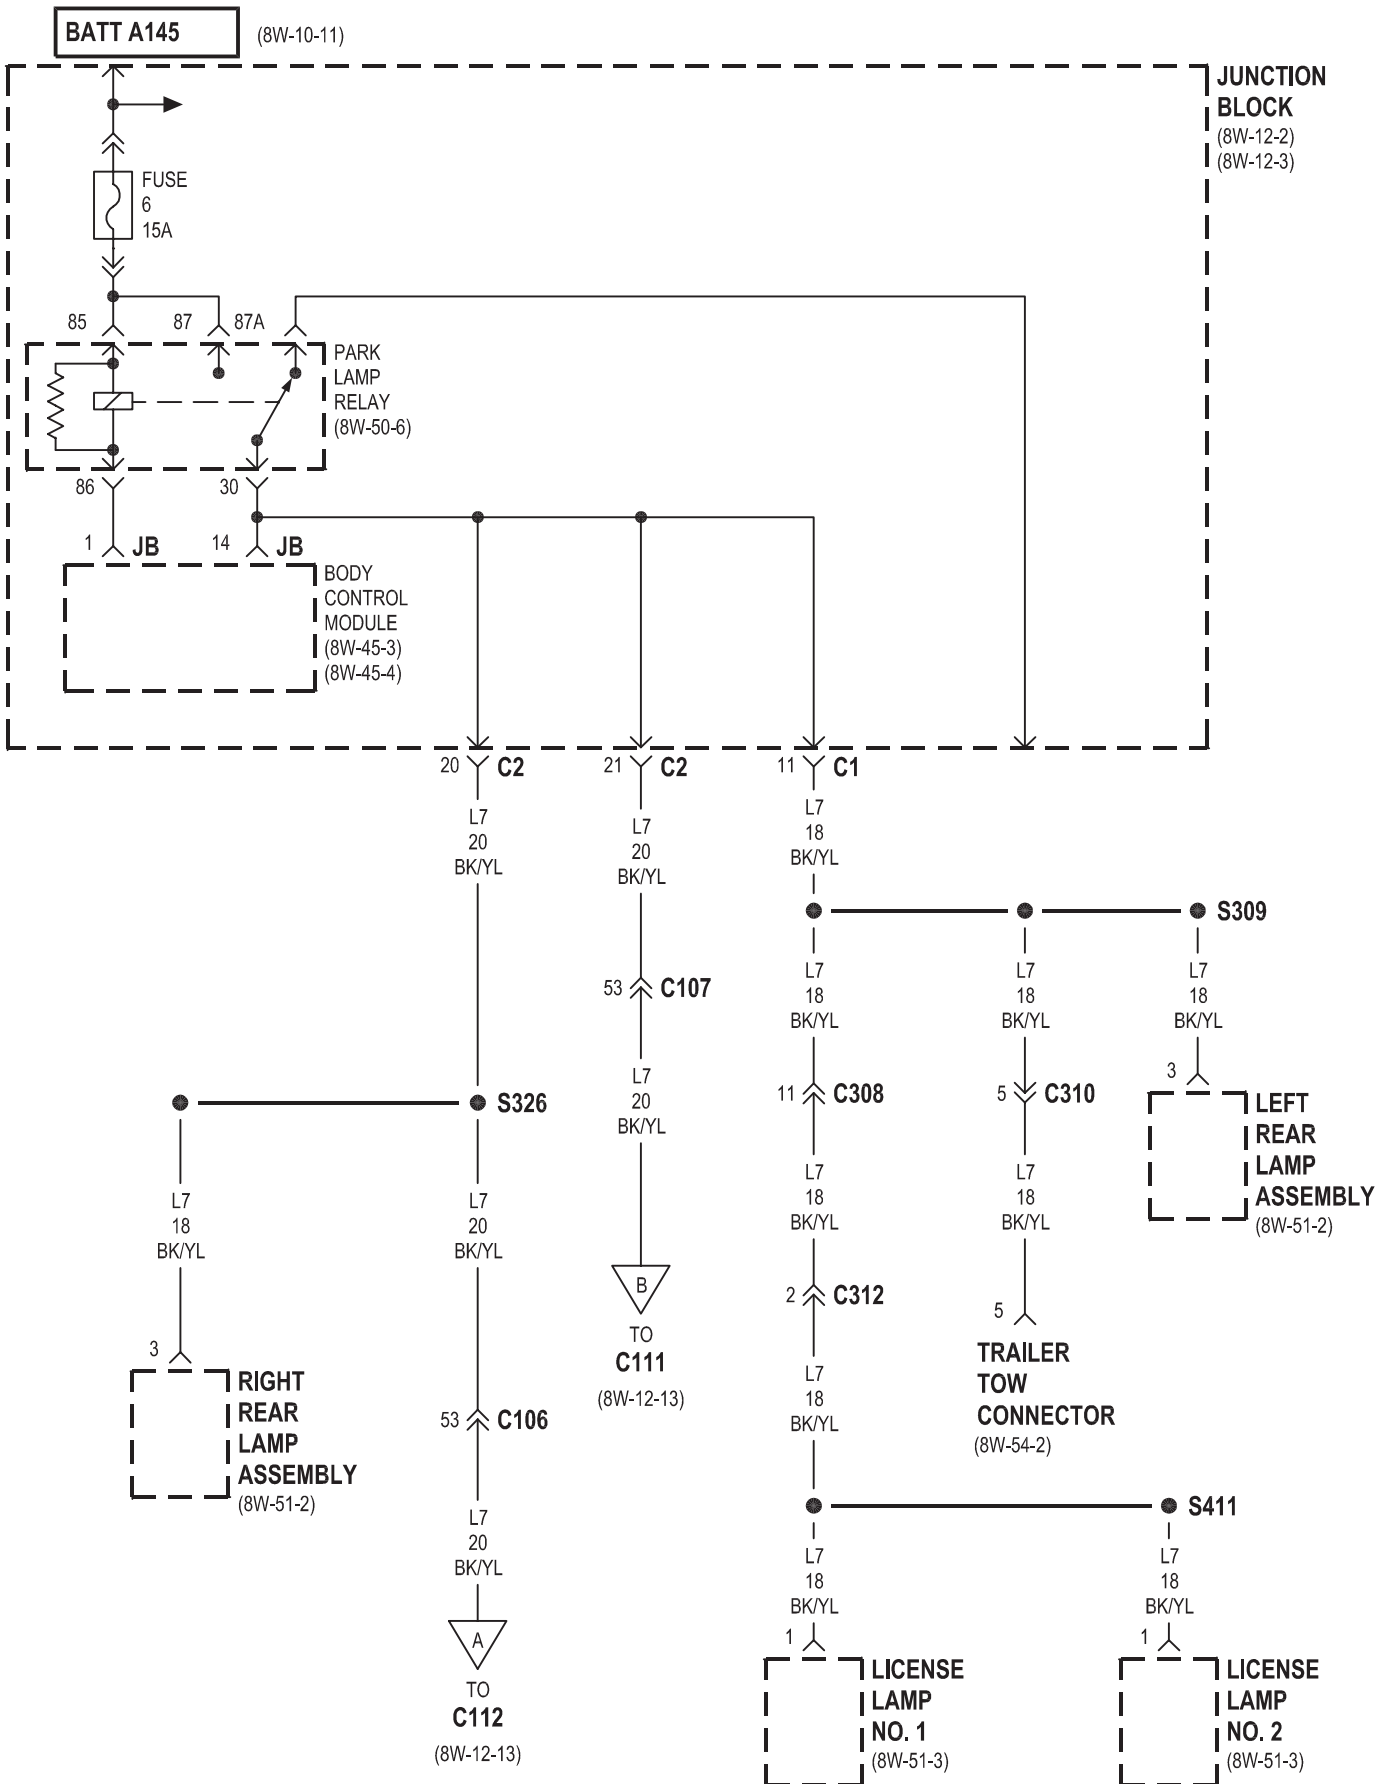 BATT A145
(8W-10-11)
JUNCTION
BLOCK
(8W-12-2)
(8W-12-3)
FUSE
6
15A
85
87
87A
PARK
LAMP
RELAY
(8W-50-6)
86
30
1
JB
14
JB
BODY
CONTROL
MODULE
(8W-45-3)
(8W-45-4)
20
C2
21
C2
11
C1
L7
20
BK/YL
L7
20
BK/YL
L7
18
BK/YL
S309
53
C107
L7
18
BK/YL
L7
18
BK/YL
L7
18
BK/YL
S326
L7
20
BK/YL
11
C308
5
C310
3
LEFT
REAR
LAMP
ASSEMBLY
(8W-51-2)
L7
18
BK/YL
L7
20
BK/YL
L7
18
BK/YL
L7
18
BK/YL
B
TO
C111
(8W-12-13)
2
C312
5
TRAILER
TOW
CONNECTOR
(8W-54-2)
3
RIGHT
REAR
LAMP
ASSEMBLY
(8W-51-2)
53
C106
L7
18
BK/YL
S411
L7
20
BK/YL
L7
18
BK/YL
L7
18
BK/YL
A
TO
C112
(8W-12-13)
1
LICENSE
LAMP
NO. 1
(8W-51-3)
1
LICENSE
LAMP
NO. 2
(8W-51-3)